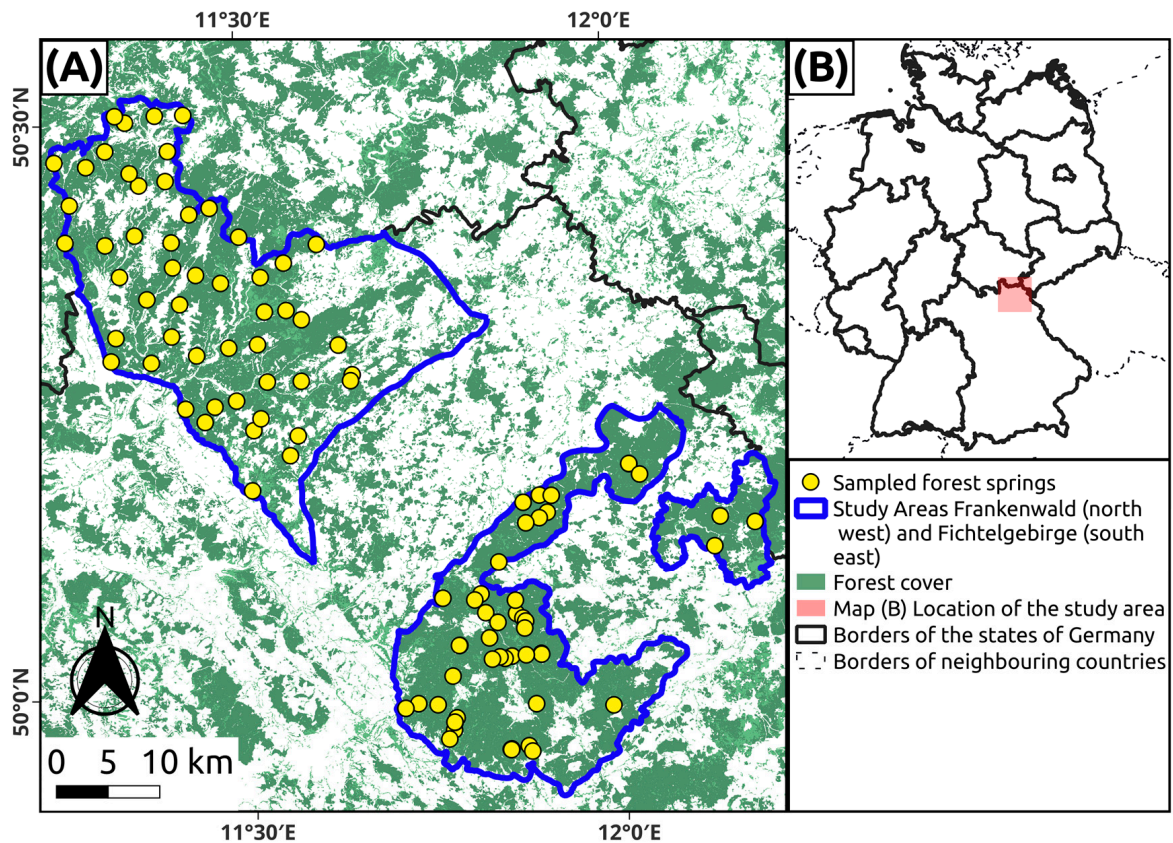 11°30′E
12°0′E
(A)
(B)
50°30′N
50°0′N
N
0 5 10 km
11°30′E
12°0′E
Sampled forest springs
Study Areas Frankenwald (north
west) and Fichtelgebirge (south
east)
Forest cover
Map (B) Location of the study area
Borders of the states of Germany
Borders of neighbouring countries